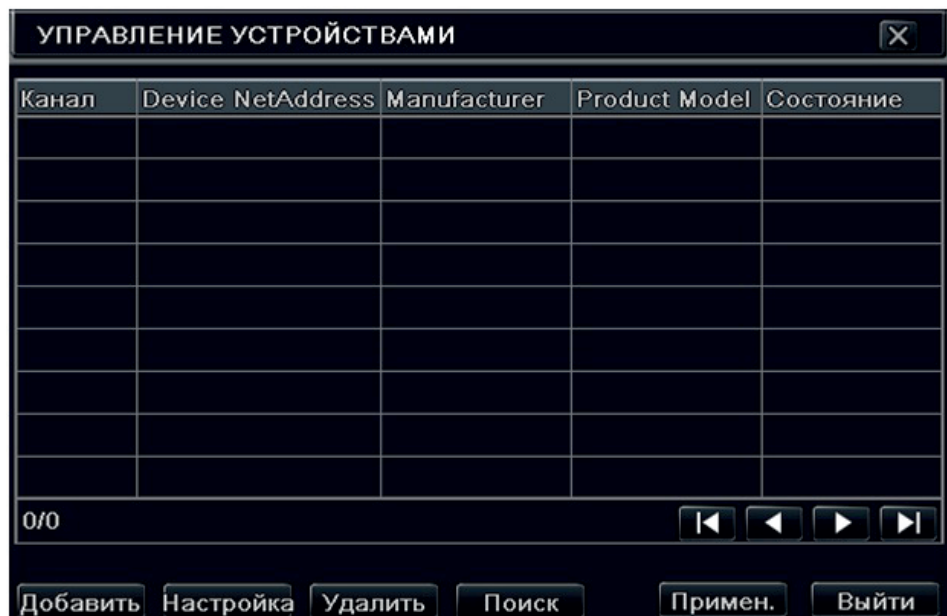 УПРАВЛЕНИЕ УСТРОЙСТВАМИ
Канал Device NetAddress Manufacturer Product Model Состояние
0/0
Добавить Настройка Удалить Поиск Примен. Выйти